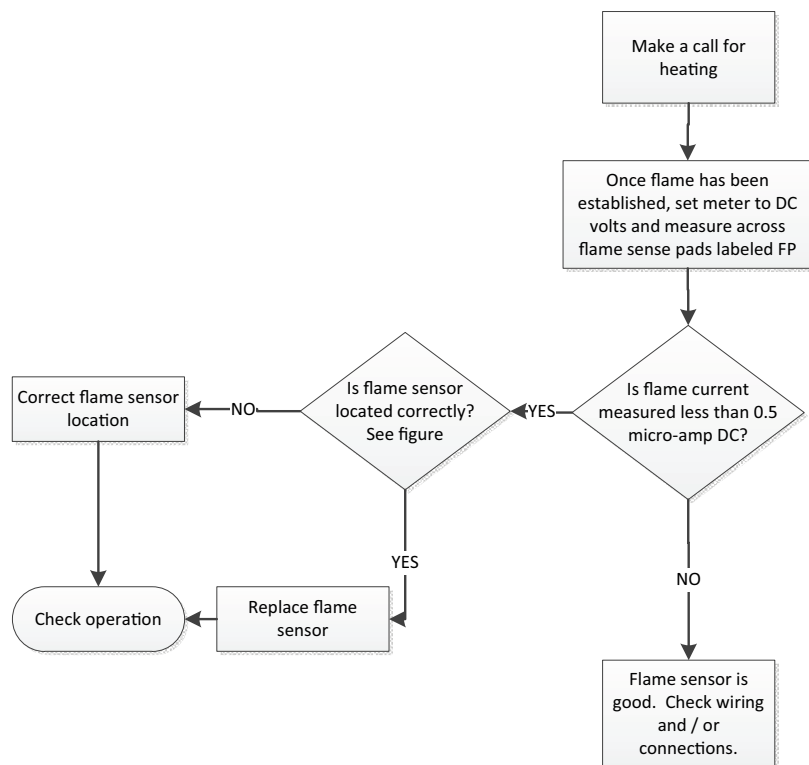 Make a call for
heating
Once flame has been
established, set meter to DC
volts and measure across
flame sense pads labeled FP
Is flame current
measured less than 0.5
micro-amp DC?
YES
Is flame sensor
located correctly?
See figure
NO
Correct flame sensor
location
YES
Replace flame
sensor
Check operation
NO
Flame sensor is
good.  Check wiring
and / or
connections.